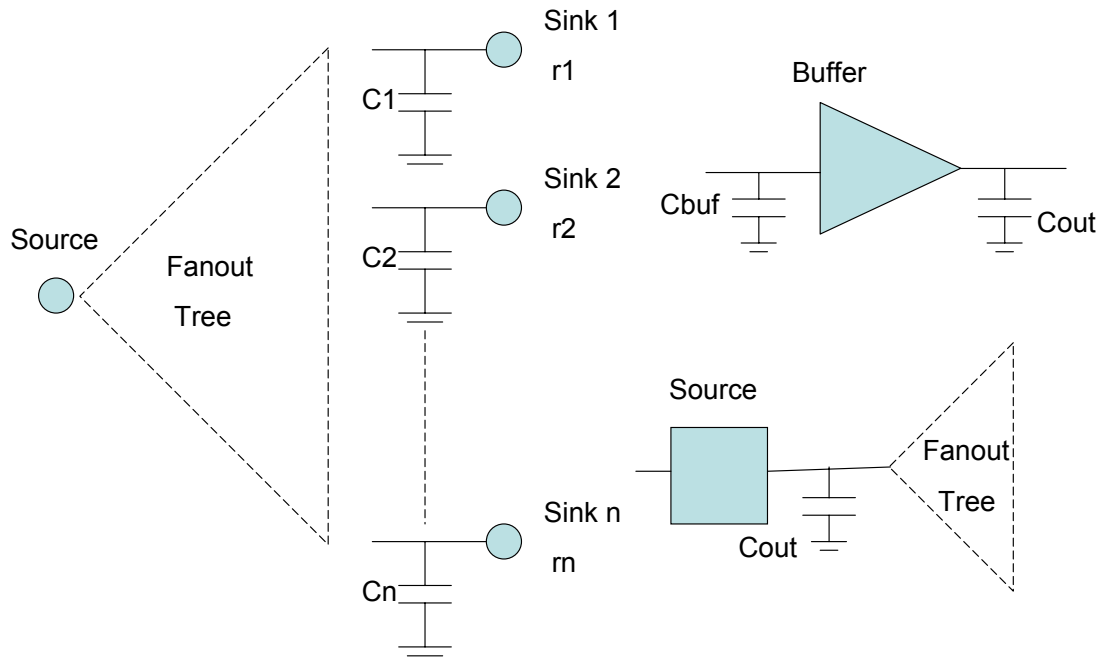 Source
Fanout
Tree
C1
Sink 1
r1
C2
Sink 2
r2
Cn
Sink n
rn
Buffer
Cbuf
Cout
Source
Cout
Fanout
Tree